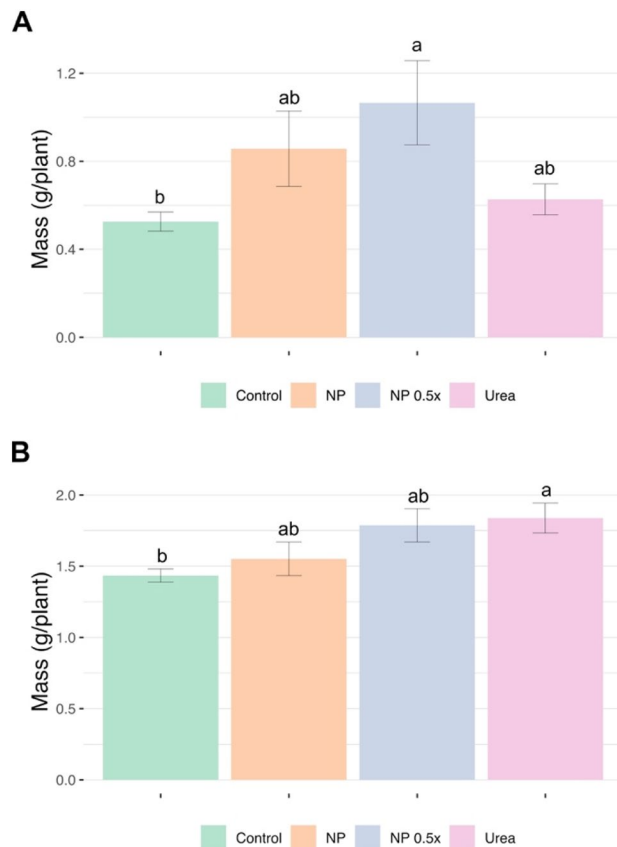 A
Mass (g/plant)
1.2
0.8
0.4
0.0
b
ab
a
ab
Control NP NP 0.5x Urea
B
Mass (g/plant)
2.0
1.5
1.0
0.5
0.0
b
ab
ab
a
Control NP NP 0.5x Urea